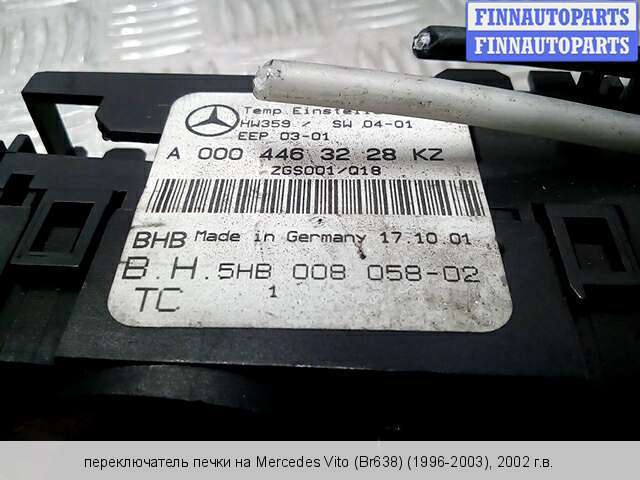 FINNAUTOPARTS
FINNAUTOPARTS
HW359 / SW 04-01
EEP 03-01
A 000 446 32 28 KZ
ZGS001/Q18
BHB Made in Germany 17.10.01
B.H.5HB 008 058-02
TC 1
переключатель печки на Mercedes Vito (Br638) (1996-2003), 2002 г.в.